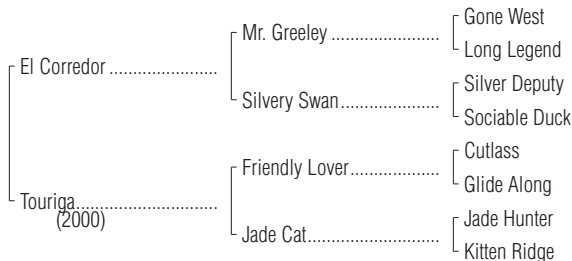 El Corredor
Touriga
(2000)
Mr. Greeley
Silvery Swan
Friendly Lover
Jade Cat
Gone West
Long Legend
Silver Deputy
Sociable Duck
Cutlass
Glide Along
Jade Hunter
Kitten Ridge